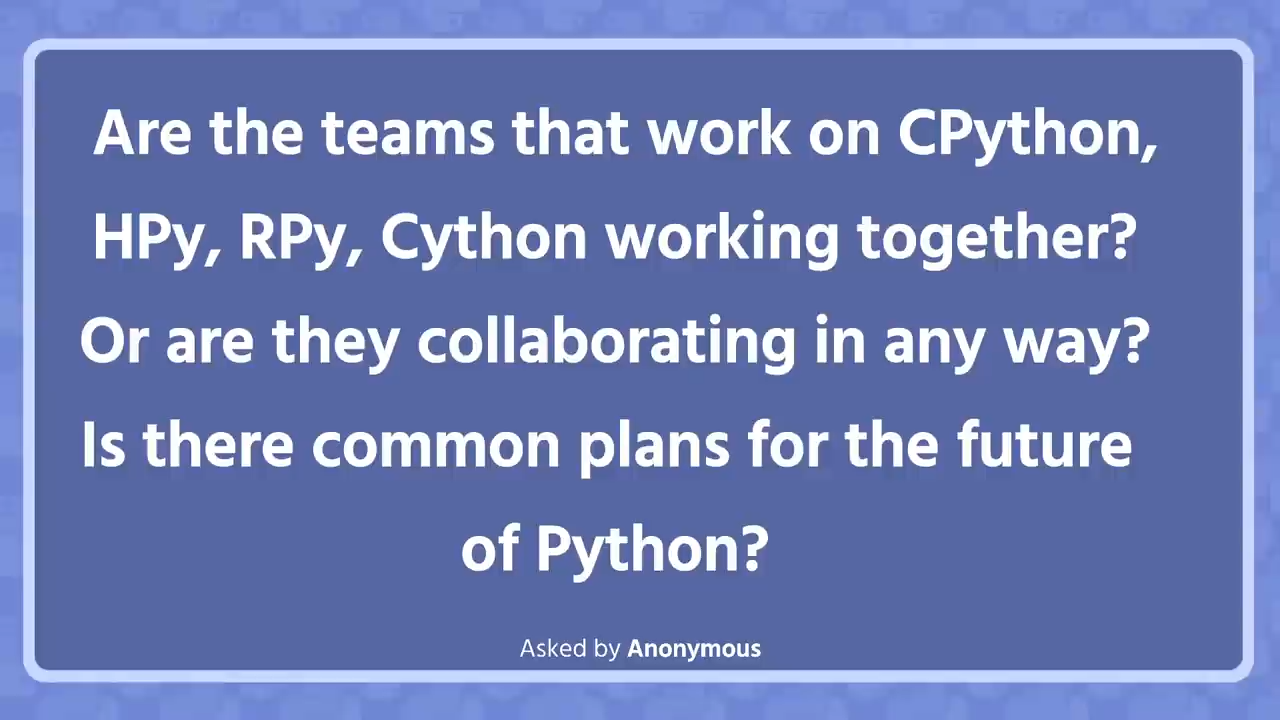 Are the teams that work on CPython,
HPy, RPy, Cython working together?
Or are they collaborating in any way?
Is there common plans for the future
of Python?
Asked by Anonymous